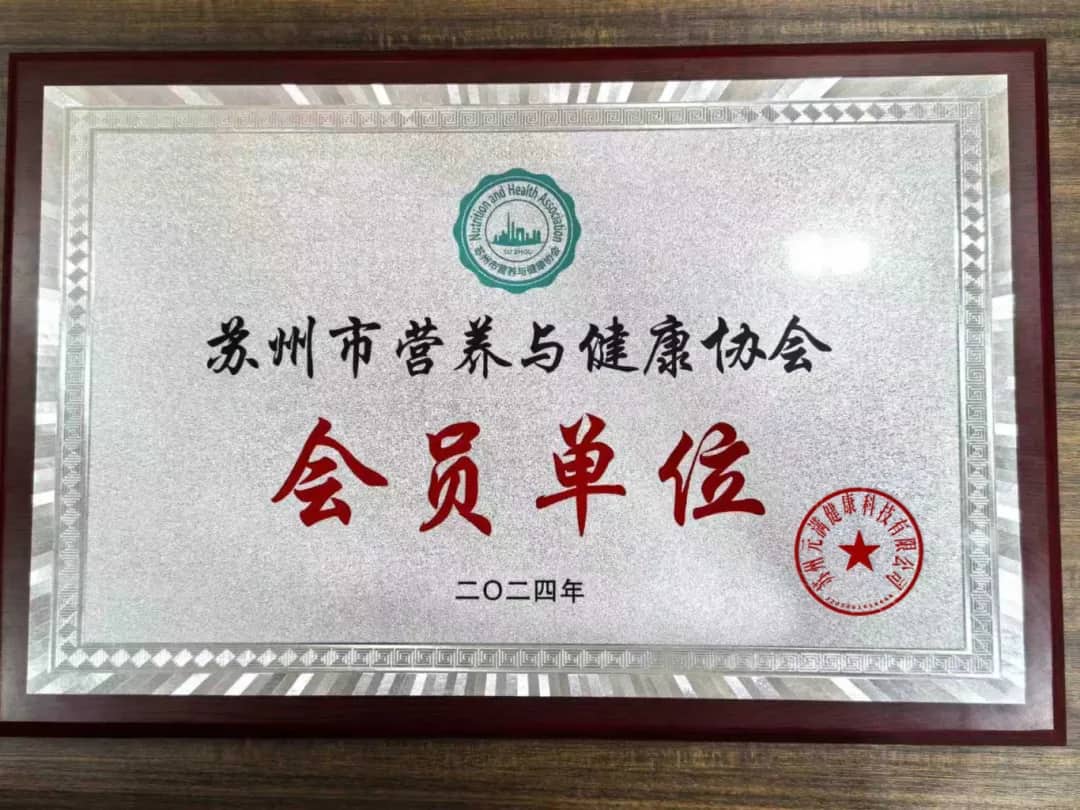 Nutrition and Health Association
SU ZHOU
苏州市营养与健康协会
苏州市营养与健康协会
会员单位
二〇二四年
苏州元满健康科技有限公司